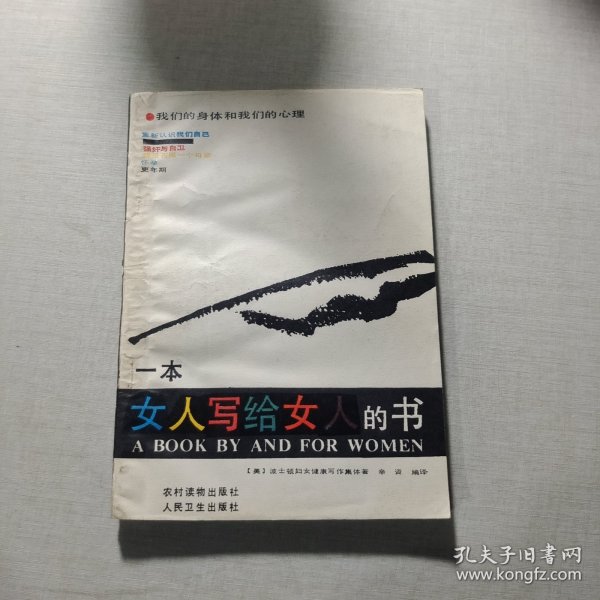 我们的身体和我们的心理
重新认识我们自己
强奸与自卫
怀孕
更年期
一本
女人写给女人的书
A BOOK BY AND FOR WOMEN
【美】波士顿妇女健康写作集体著 编译
农村读物出版社
人民卫生出版社
孔夫子旧书网
www.kongfz.com